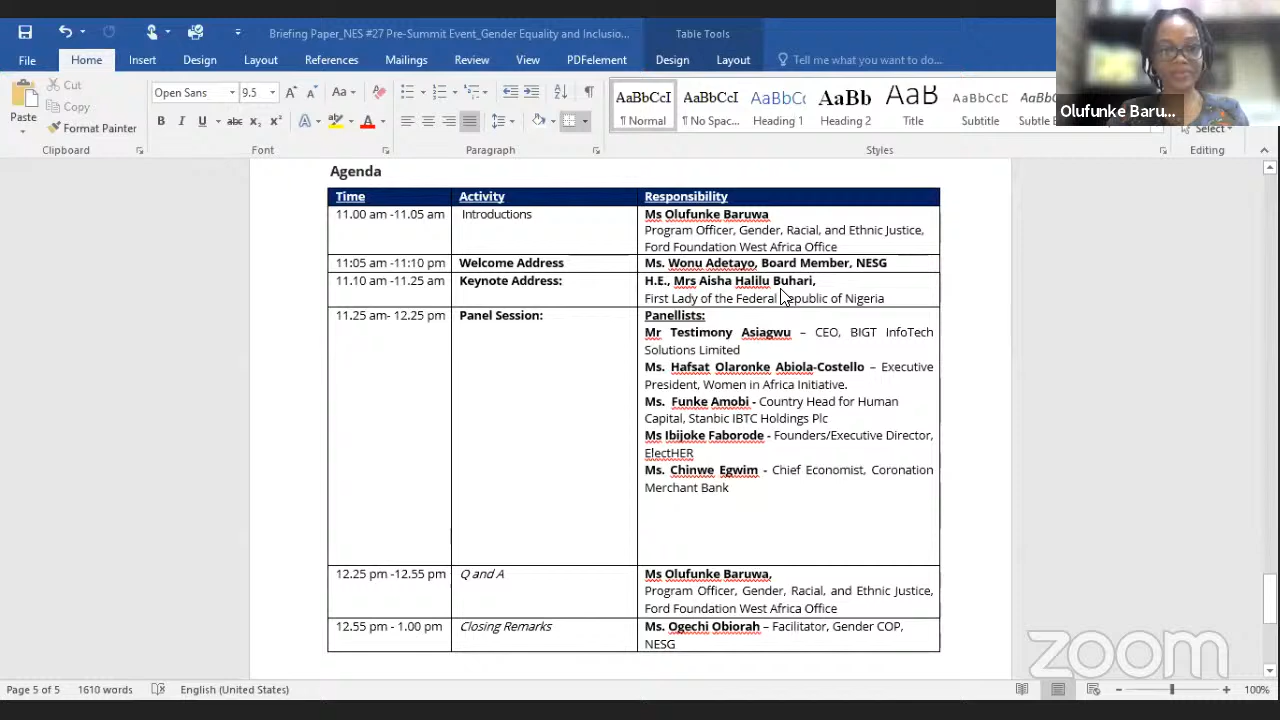 Briefing Paper_NES #27 Pre-Summit Event_Gender Equality and Inclusio...
Table Tools
File
Home
Insert
Design
Layout
References
Mailings
Review
View
PDFelement
Design
Layout
Tell me what you want to do...
Olufunke Baru...
Paste
Cut
Copy
Format Painter
Clipboard
Open Sans
9.5
Font
Paragraph
AaBbCcI
¶ Normal
AaBbCcI
¶ No Spac...
AaBbCc
Heading 1
AaBb
Heading 2
AaB
Title
AaBbCcC
Subtitle
AaBbCc
Subtle E
Styles
Select
Editing
Agenda
Time Activity Responsibility
11.00 am -11.05 am Introductions Ms Olufunke Baruwa
Program Officer, Gender, Racial, and Ethnic Justice,
Ford Foundation West Africa Office
11:05 am -11:10 pm Welcome Address Ms. Wonu Adetayo, Board Member, NESG
11.10 am -11.25 am Keynote Address: H.E., Mrs Aisha Halilu Buhari,
First Lady of the Federal Republic of Nigeria
11.25 am- 12.25 pm Panel Session: Panellists:
Mr Testimony Asiagwu – CEO, BIGT InfoTech
Solutions Limited
Ms. Hafsat Olaronke Abiola-Costello – Executive
President, Women in Africa Initiative.
Ms. Funke Amobi - Country Head for Human
Capital, Stanbic IBTC Holdings Plc
Ms Ibijoke Faborode - Founders/Executive Director,
ElectHER
Ms. Chinwe Egwim - Chief Economist, Coronation
Merchant Bank
12.25 pm -12.55 pm Q and A Ms Olufunke Baruwa,
Program Officer, Gender, Racial, and Ethnic Justice,
Ford Foundation West Africa Office
12.55 pm - 1.00 pm Closing Remarks Ms. Ogechi Obiorah – Facilitator, Gender COP,
NESG
zoom
Page 5 of 5
1610 words
English (United States)
100%